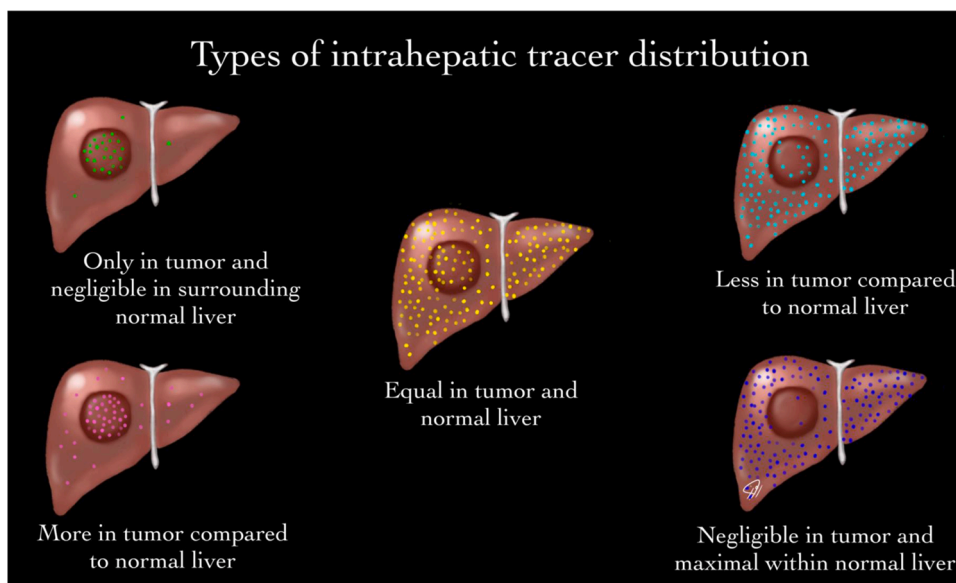 Types of intrahepatic tracer distribution
Only in tumor and
negligible in surrounding
normal liver
More in tumor compared
to normal liver
Equal in tumor and
normal liver
Less in tumor compared
to normal liver
Negligible in tumor and
maximal within normal liver